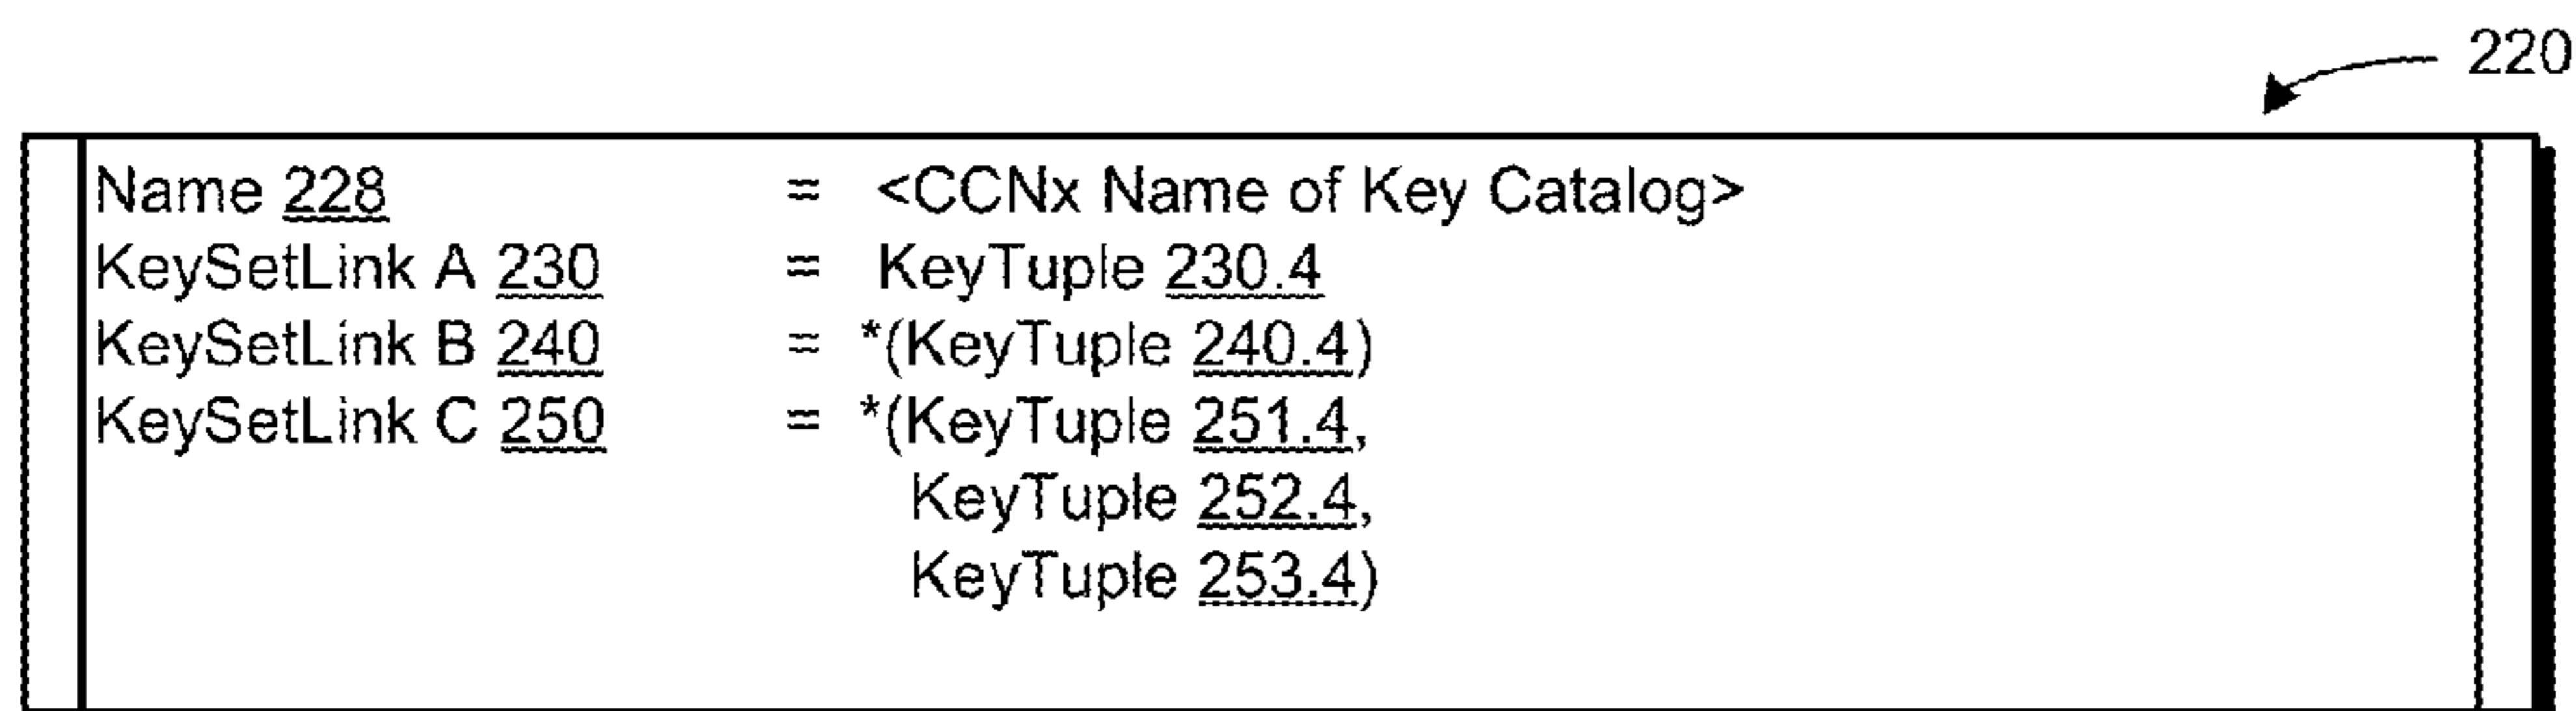 220
Name 228 = <CCNx Name of Key Catalog>
KeySetLink A 230 = KeyTuple 230.4
KeySetLink B 240 = *(KeyTuple 240.4)
KeySetLink C 250 = *(KeyTuple 251.4,
KeyTuple 252.4,
KeyTuple 253.4)